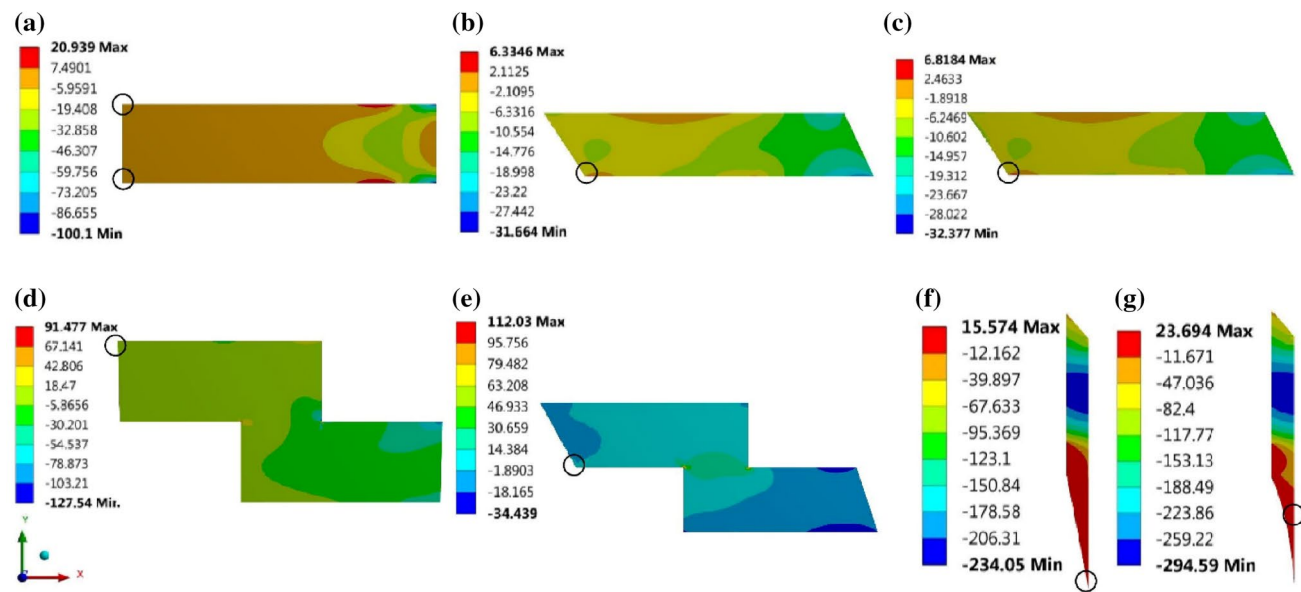 (a)
20.939 Max
7.4901
-5.9591
-19.408
-32.858
-46.307
-59.756
-73.205
-86.655
-100.1 Min
(b)
6.3346 Max
2.1125
-2.1095
-6.3316
-10.554
-14.776
-18.998
-23.22
-27.442
-31.664 Min
(c)
6.8184 Max
2.4633
-1.8918
-6.2469
-10.602
-14.957
-19.312
-23.667
-28.022
-32.377 Min
(d)
91.477 Max
67.141
42.806
18.47
-5.8656
-30.201
-54.537
-78.873
-103.21
-127.54 Min
Y
X
(e)
112.03 Max
95.756
79.482
63.208
46.933
30.659
14.384
-1.8903
-18.165
-34.439
(f)
15.574 Max
-12.162
-39.897
-67.633
-95.369
-123.1
-150.84
-178.58
-206.31
-234.05 Min
(g)
23.694 Max
-11.671
-47.036
-82.4
-117.77
-153.13
-188.49
-223.86
-259.22
-294.59 Min